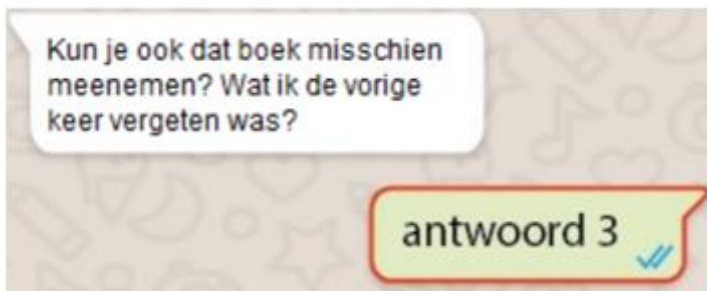 Kun je ook dat boek misschien
meenemen? Wat ik de vorige
keer vergeten was?
antwoord 3